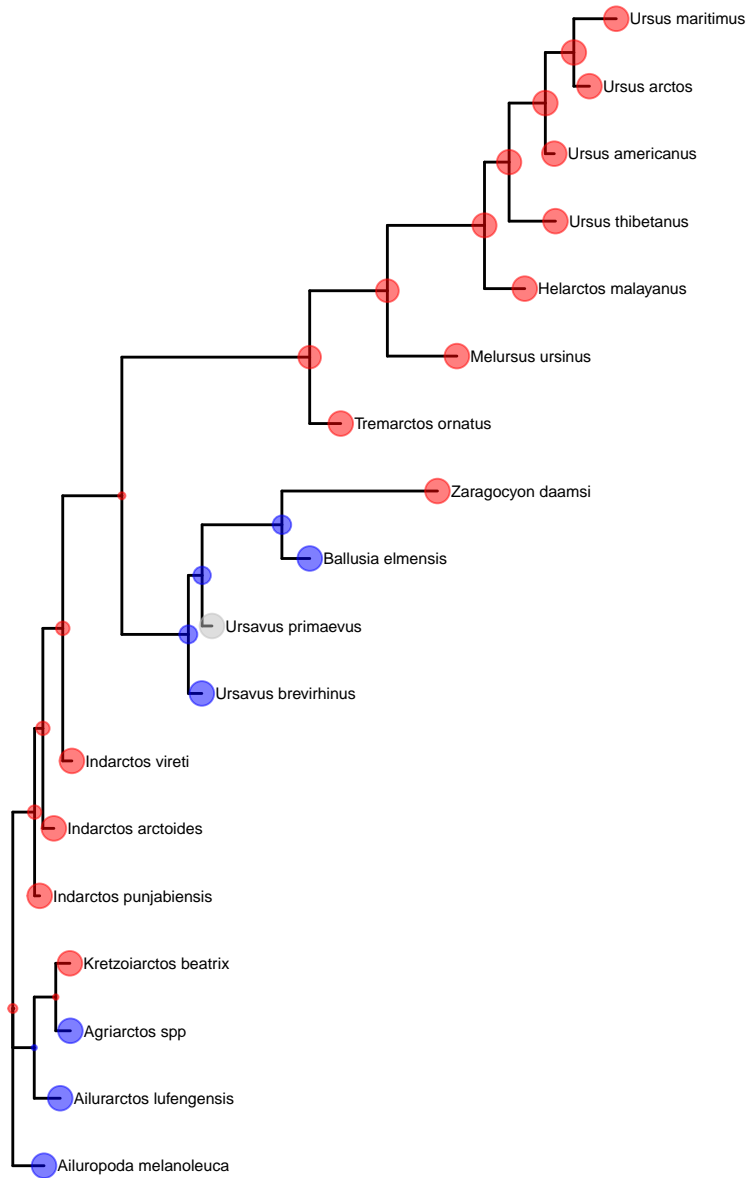 Ursus maritimus
Ursus arctos
Ursus americanus
Ursus thibetanus
Helarctos malayanus
Melursus ursinus
Tremarctos ornatus
Zaragocyon daamsi
Ballusia elmensis
Ursavus primaevus
Ursavus brevirhinus
Indarctos vireti
Indarctos arctoides
Indarctos punjabiensis
Kretzoiarctos beatrix
Agriarctos spp
Ailurarctos lufengensis
Ailuropoda melanoleuca